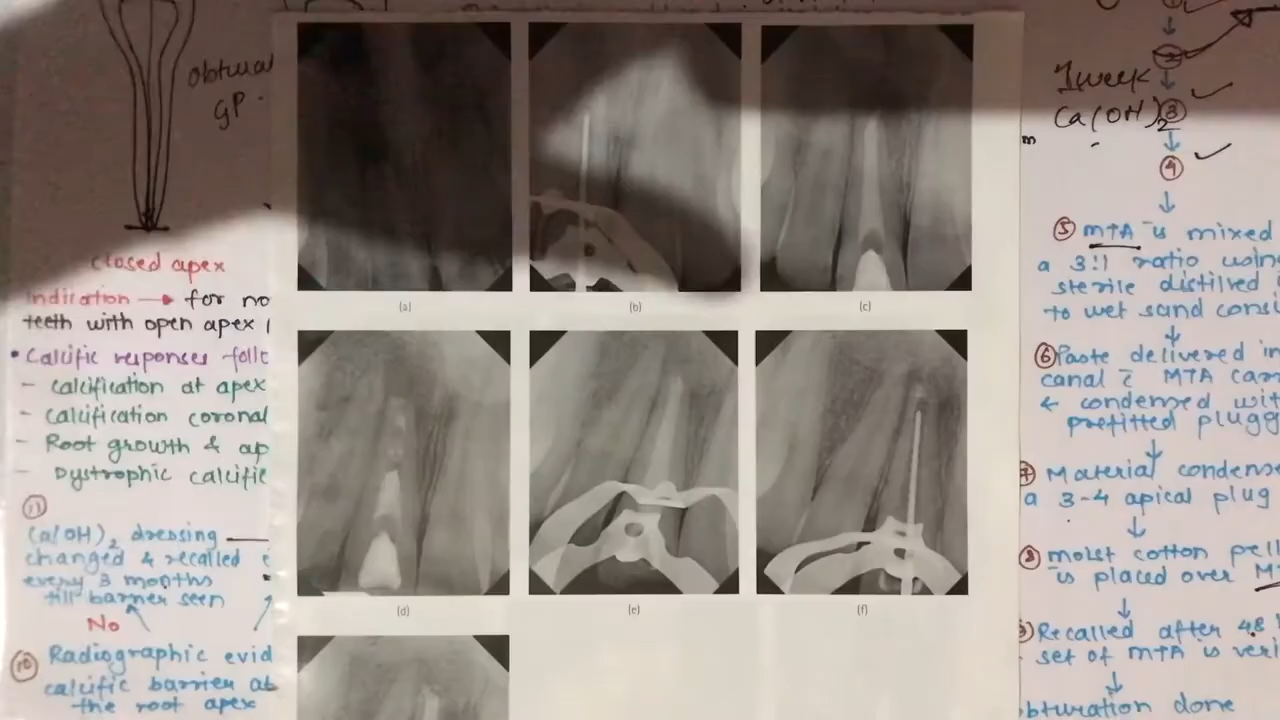 obturat
GP.
closed apex
indication → for no
teeth with open apex
• Calcific responses foll
- calcification at apex
- Calcification coronal
- Root growth & ap
- Dystrophic calcific
⑪
Ca(OH)₂ dressing
changed & recalled
every 3 months
till barrier seen
No
⑩ Radiographic evid
calcific barrier at
the root apex
(a)
(b)
(c)
(d)
(e)
(f)
1 week
Ca(OH)₂
③
④
m
⑤ MTA is mixed
a 3:1 ratio using
sterile distilled
to wet sand consi
⑥ Paste delivered in
canal c̄ MTA carr
& condensed wit
prefitted plugg
⑦ Material condense
a 3-4 apical plug
⑧ moist cotton pell
is placed over M
Recalled after 48
set of MTA is veri
obturation done